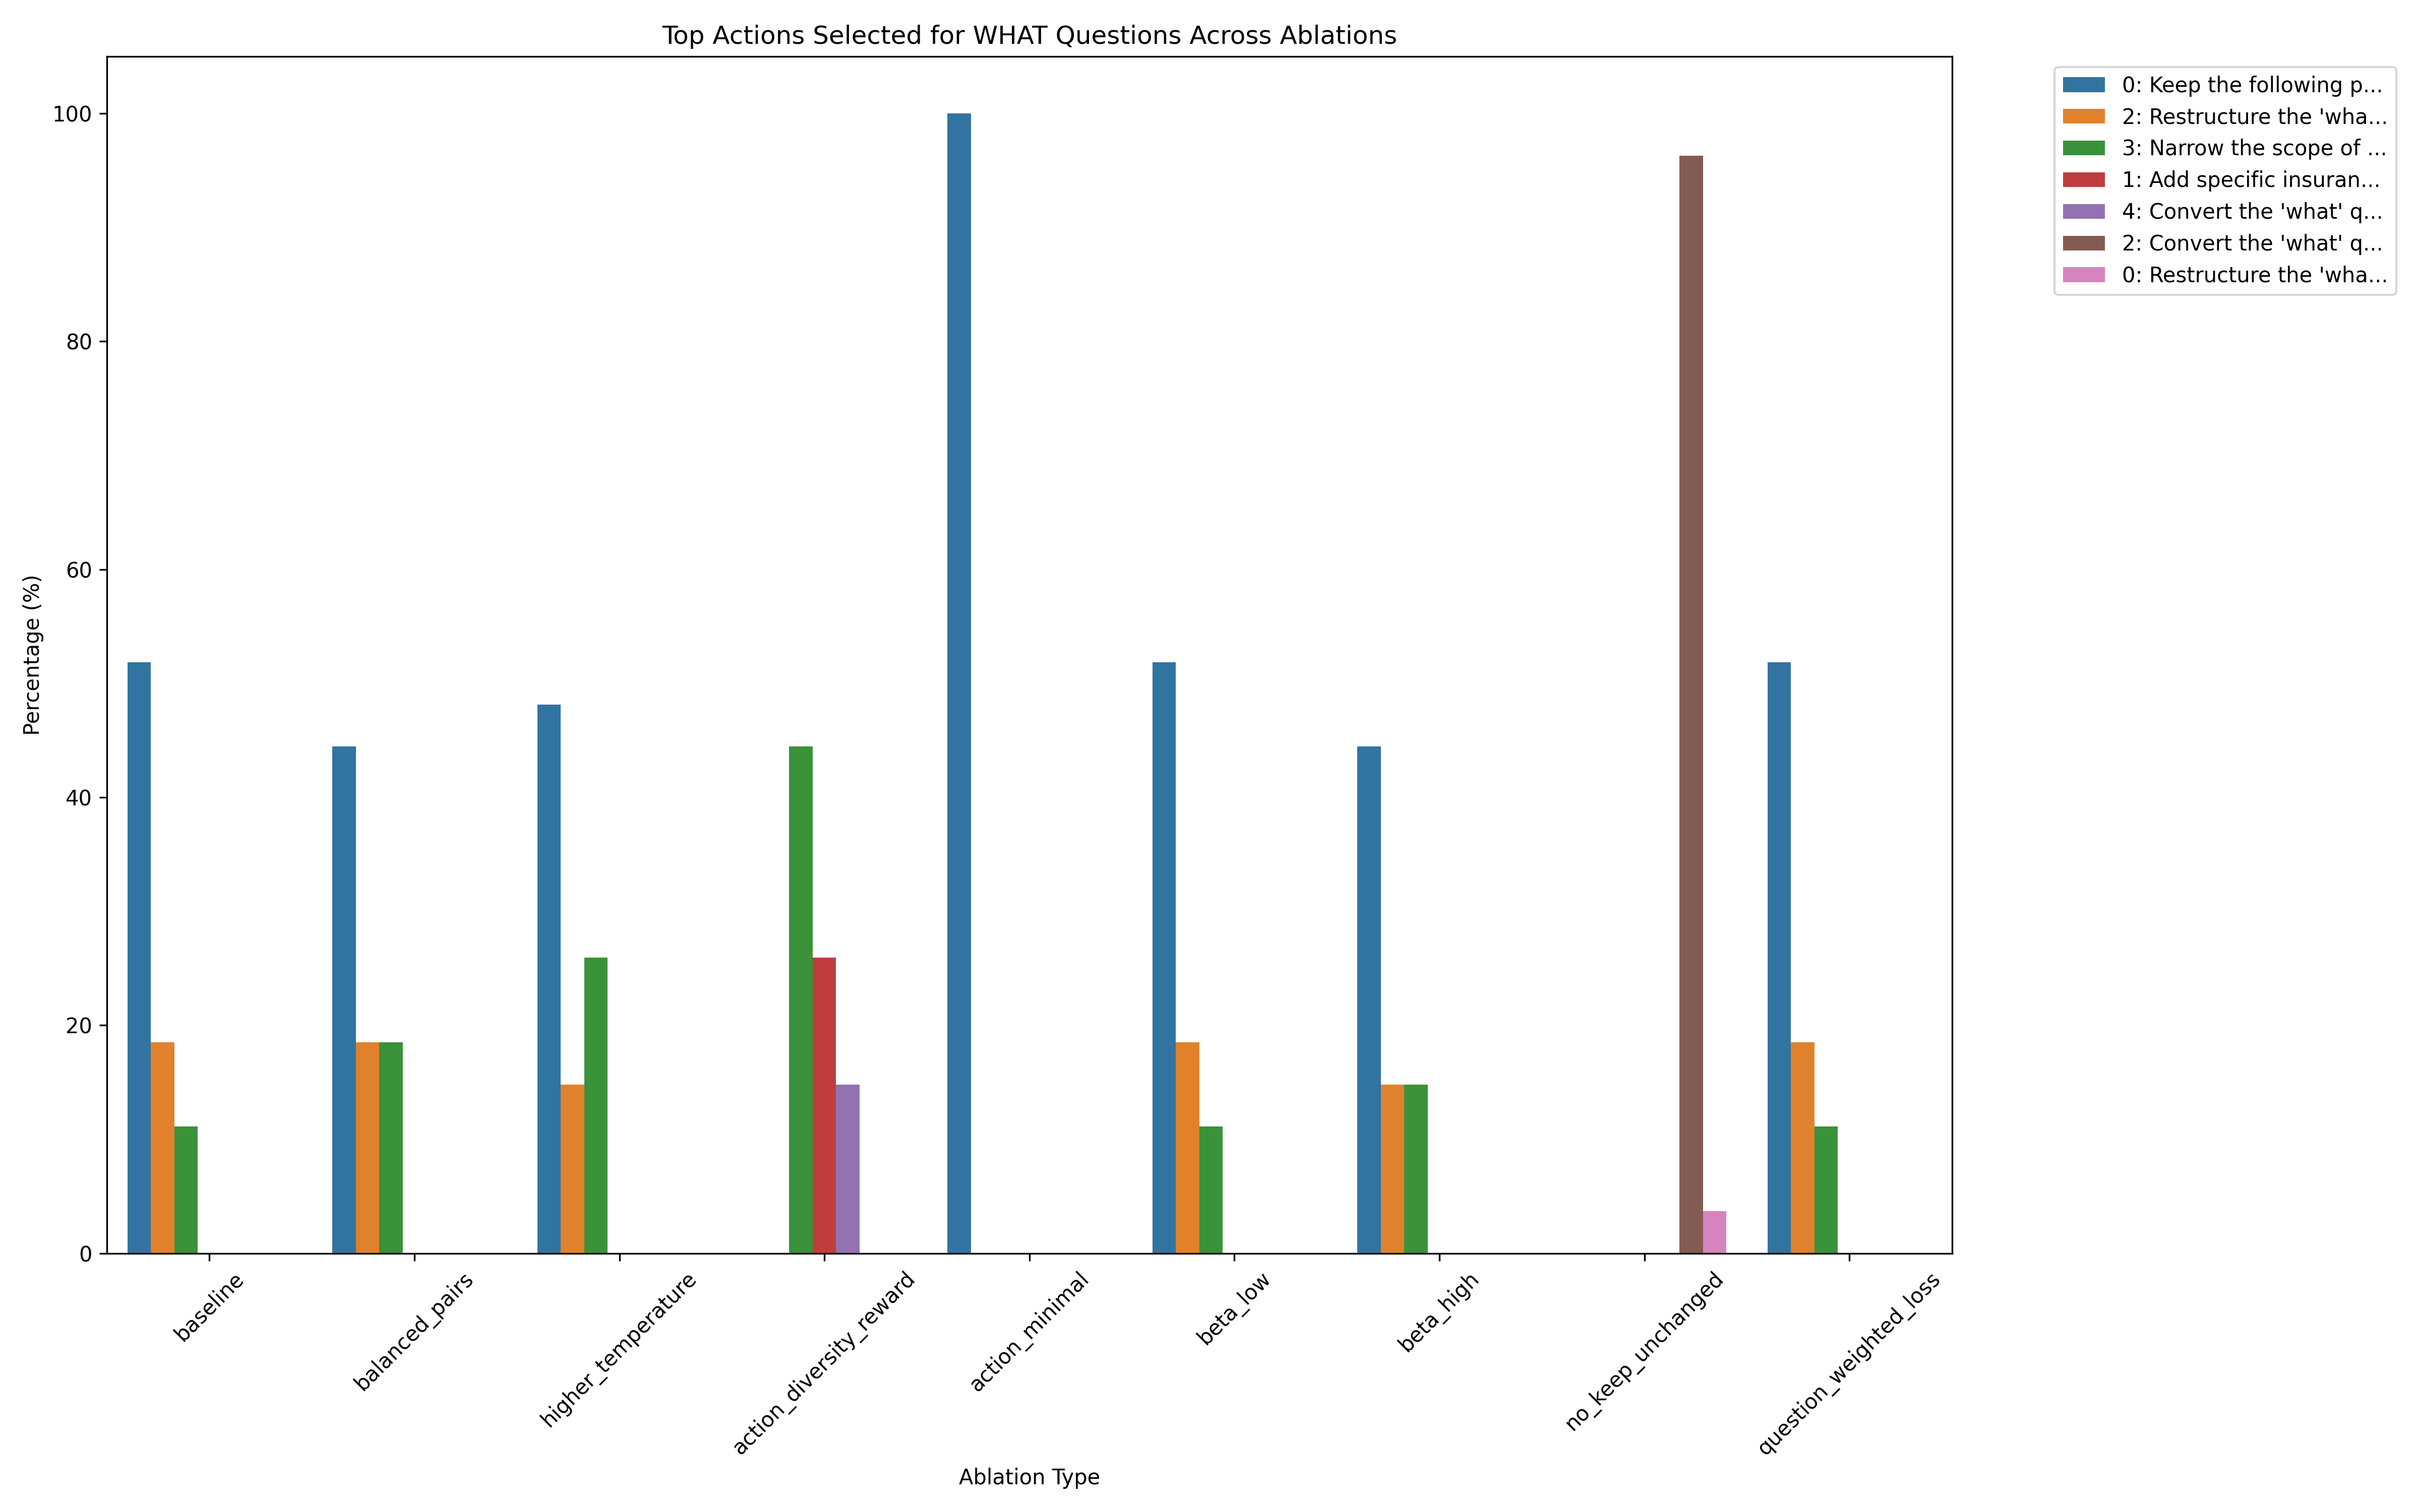 Top Actions Selected for WHAT Questions Across Ablations
Percentage (%)
100
80
60
40
20
0
baseline
balanced_pairs
higher_temperature
action_diversity_reward
action_minimal
beta_low
beta_high
no_keep_unchanged
question_weighted_loss
Ablation Type
0: Keep the following p...
2: Restructure the 'wha...
3: Narrow the scope of ...
1: Add specific insuran...
4: Convert the 'what' q...
2: Convert the 'what' q...
0: Restructure the 'wha...